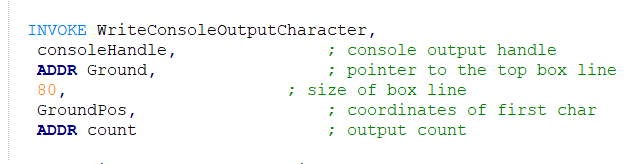 INVOKE WriteConsoleOutputCharacter,
consoleHandle, ; console output handle
ADDR Ground, ; pointer to the top box line
80, ; size of box line
GroundPos, ; coordinates of first char
ADDR count ; output count